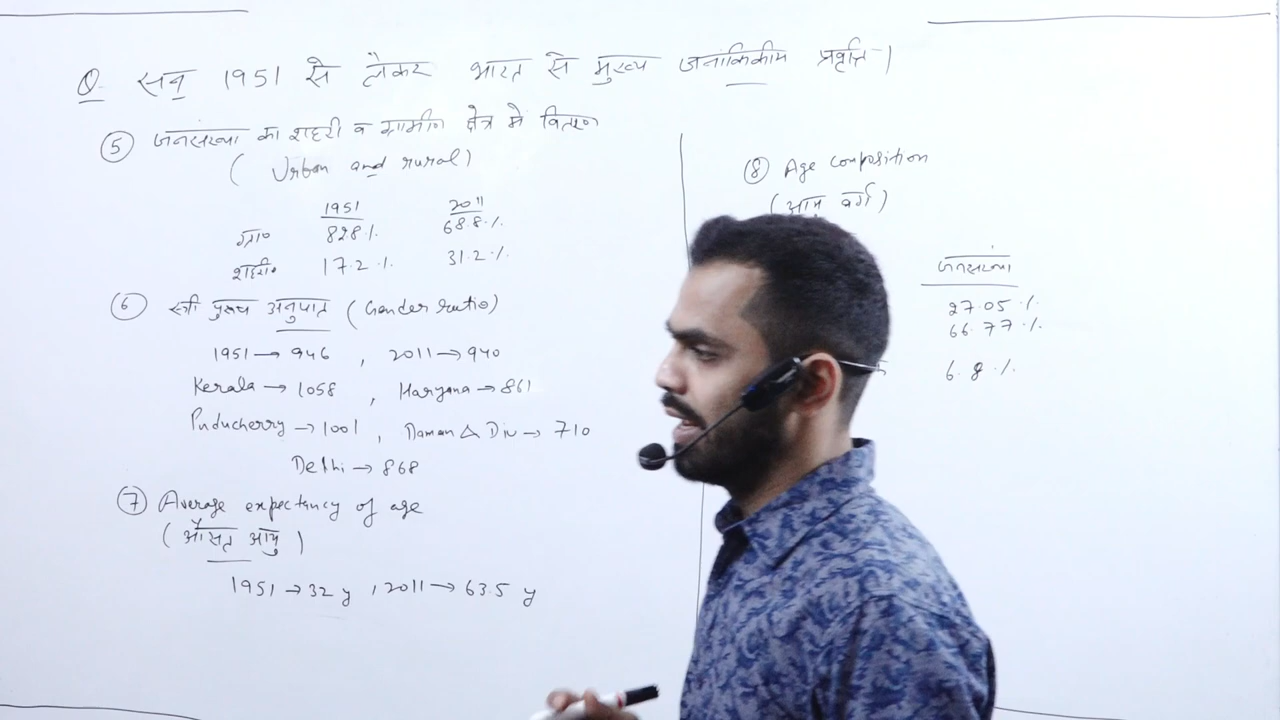 Q. सन् 1951 से लेकर भारत से मुख्य जनांकिकीय प्रवृत्ति।
⑤ जनसंख्या का शहरी व ग्रामीण क्षेत्र में वितरण
(Urban and rural)
1951 2011
ग्रा० 82.8% 68.8%
शहरी० 17.2% 31.2%
⑥ स्त्री पुरुष अनुपात (Gender ratio)
1951 → 946, 2011 → 940
Kerala → 1058, Haryana → 861
Puducherry → 1001, Daman & Div → 710
Delhi → 868
⑦ Average expectancy of age
(औसत आयु)
1951 → 32 y, 2011 → 63.5 y
⑧ Age composition
(आयु वर्ग)
जनसंख्या
27.05%
66.77%
6.8%